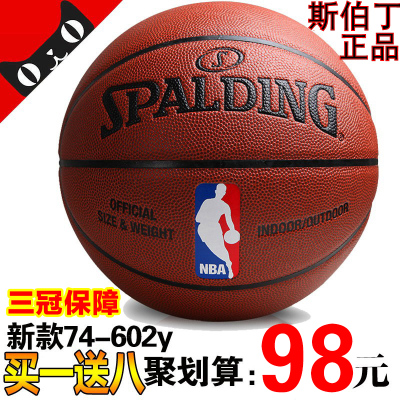 斯伯丁
正品
SPALDING
OFFICIAL
SIZE & WEIGHT
INDOOR/OUTDOOR
NBA
三冠保障
新款74-602y
买一送八 聚划算:98元